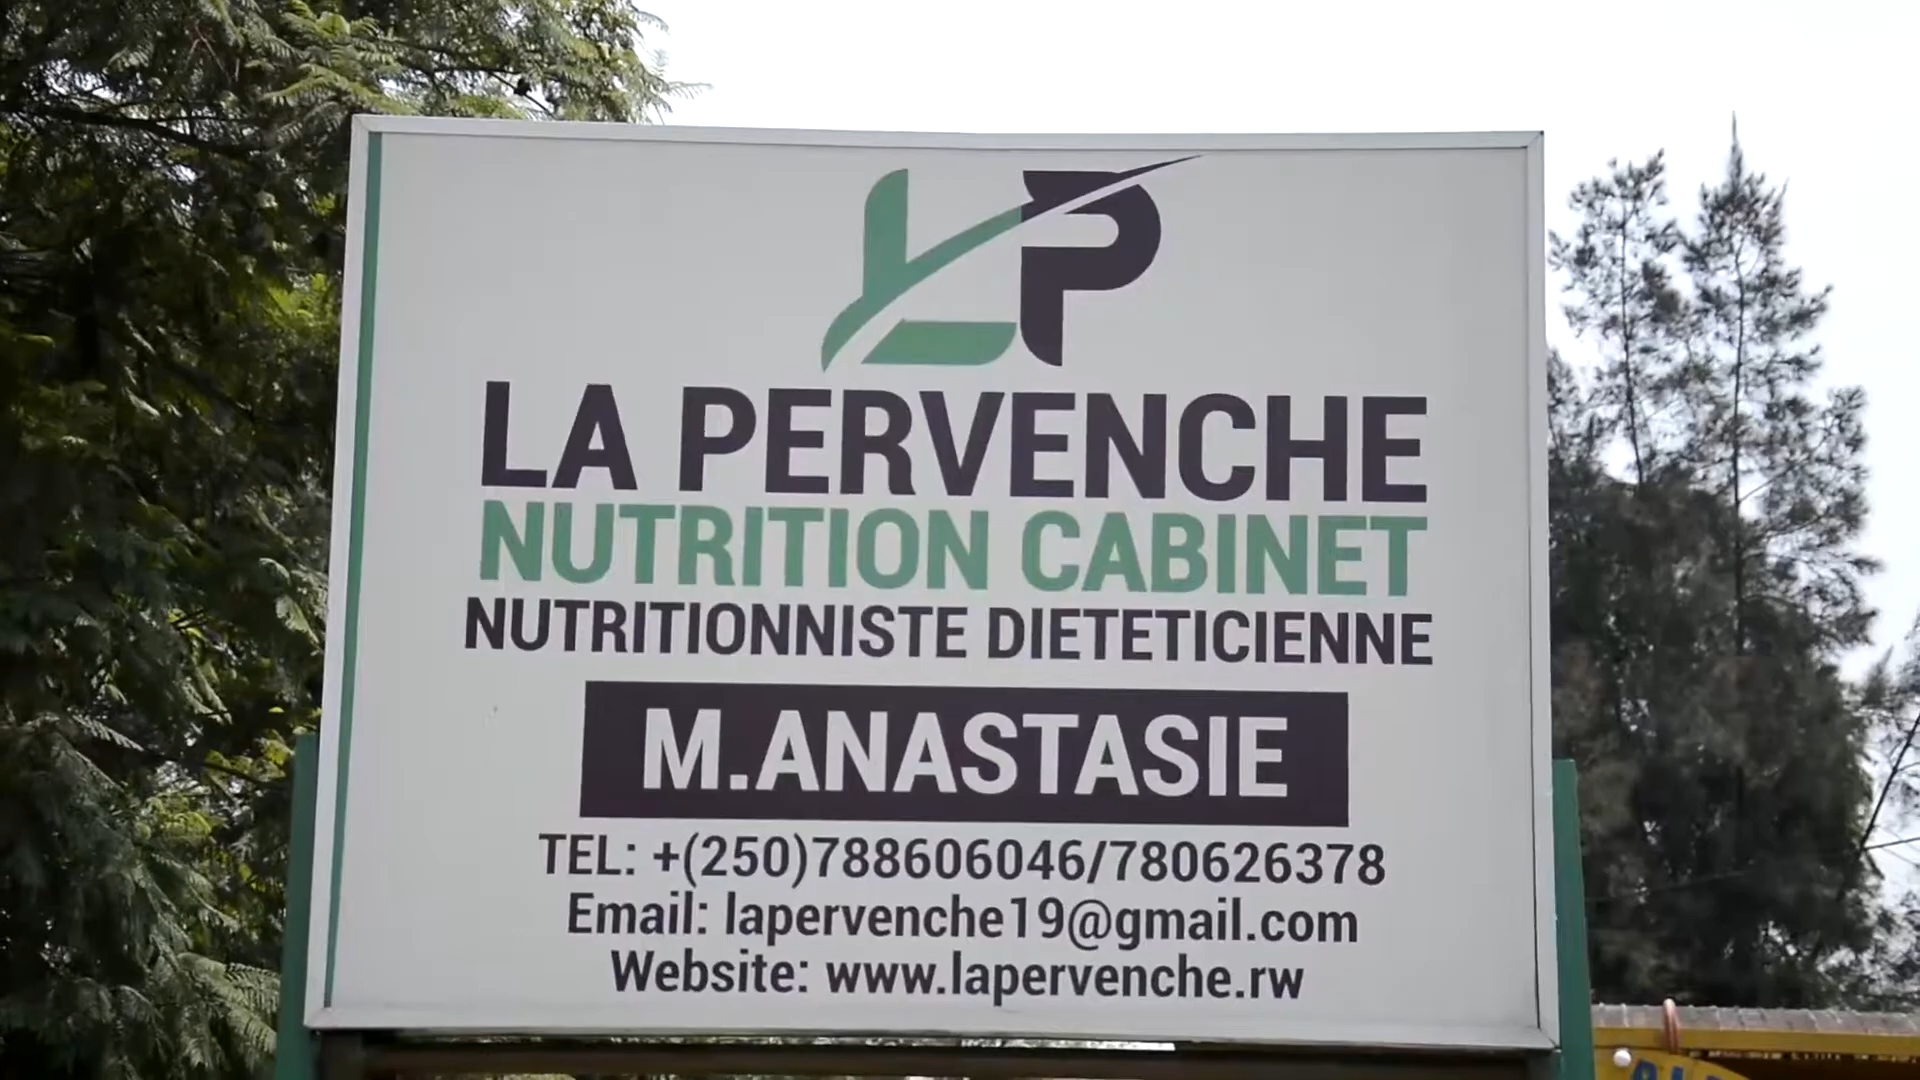 LP
LA PERVENCHE
NUTRITION CABINET
NUTRITIONNISTE DIETETICIENNE
M.ANASTASIE
TEL: +(250)788606046/780626378
Email: lapervenche19@gmail.com
Website: www.lapervenche.rw